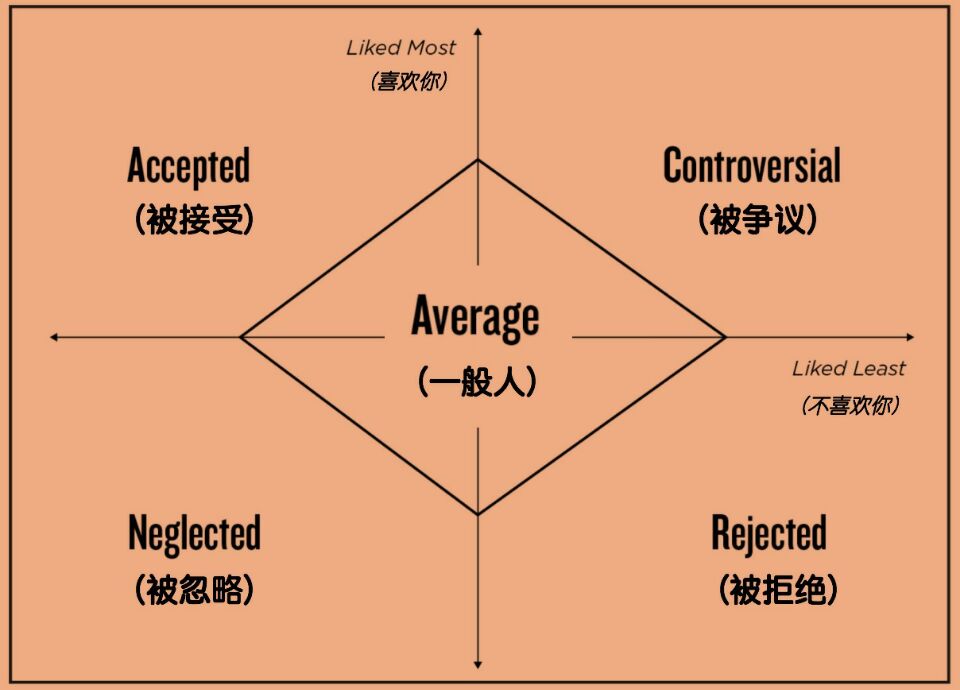 Liked Most
(喜欢你)
Accepted
(被接受)
Controversial
(被争议)
Average
(一般人)
Liked Least
(不喜欢你)
Neglected
(被忽略)
Rejected
(被拒绝)